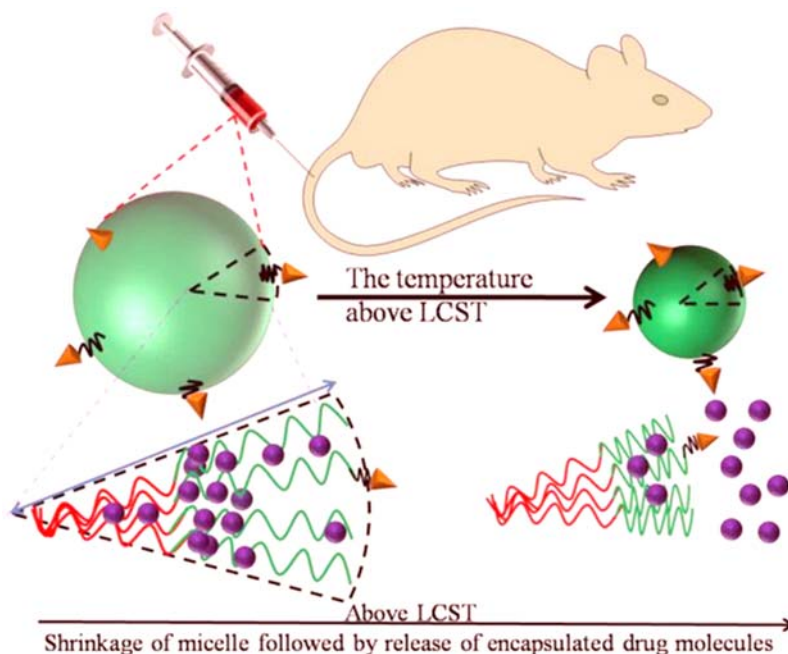 The temperature
above LCST
Above LCST
Shrinkage of micelle followed by release of encapsulated drug molecules